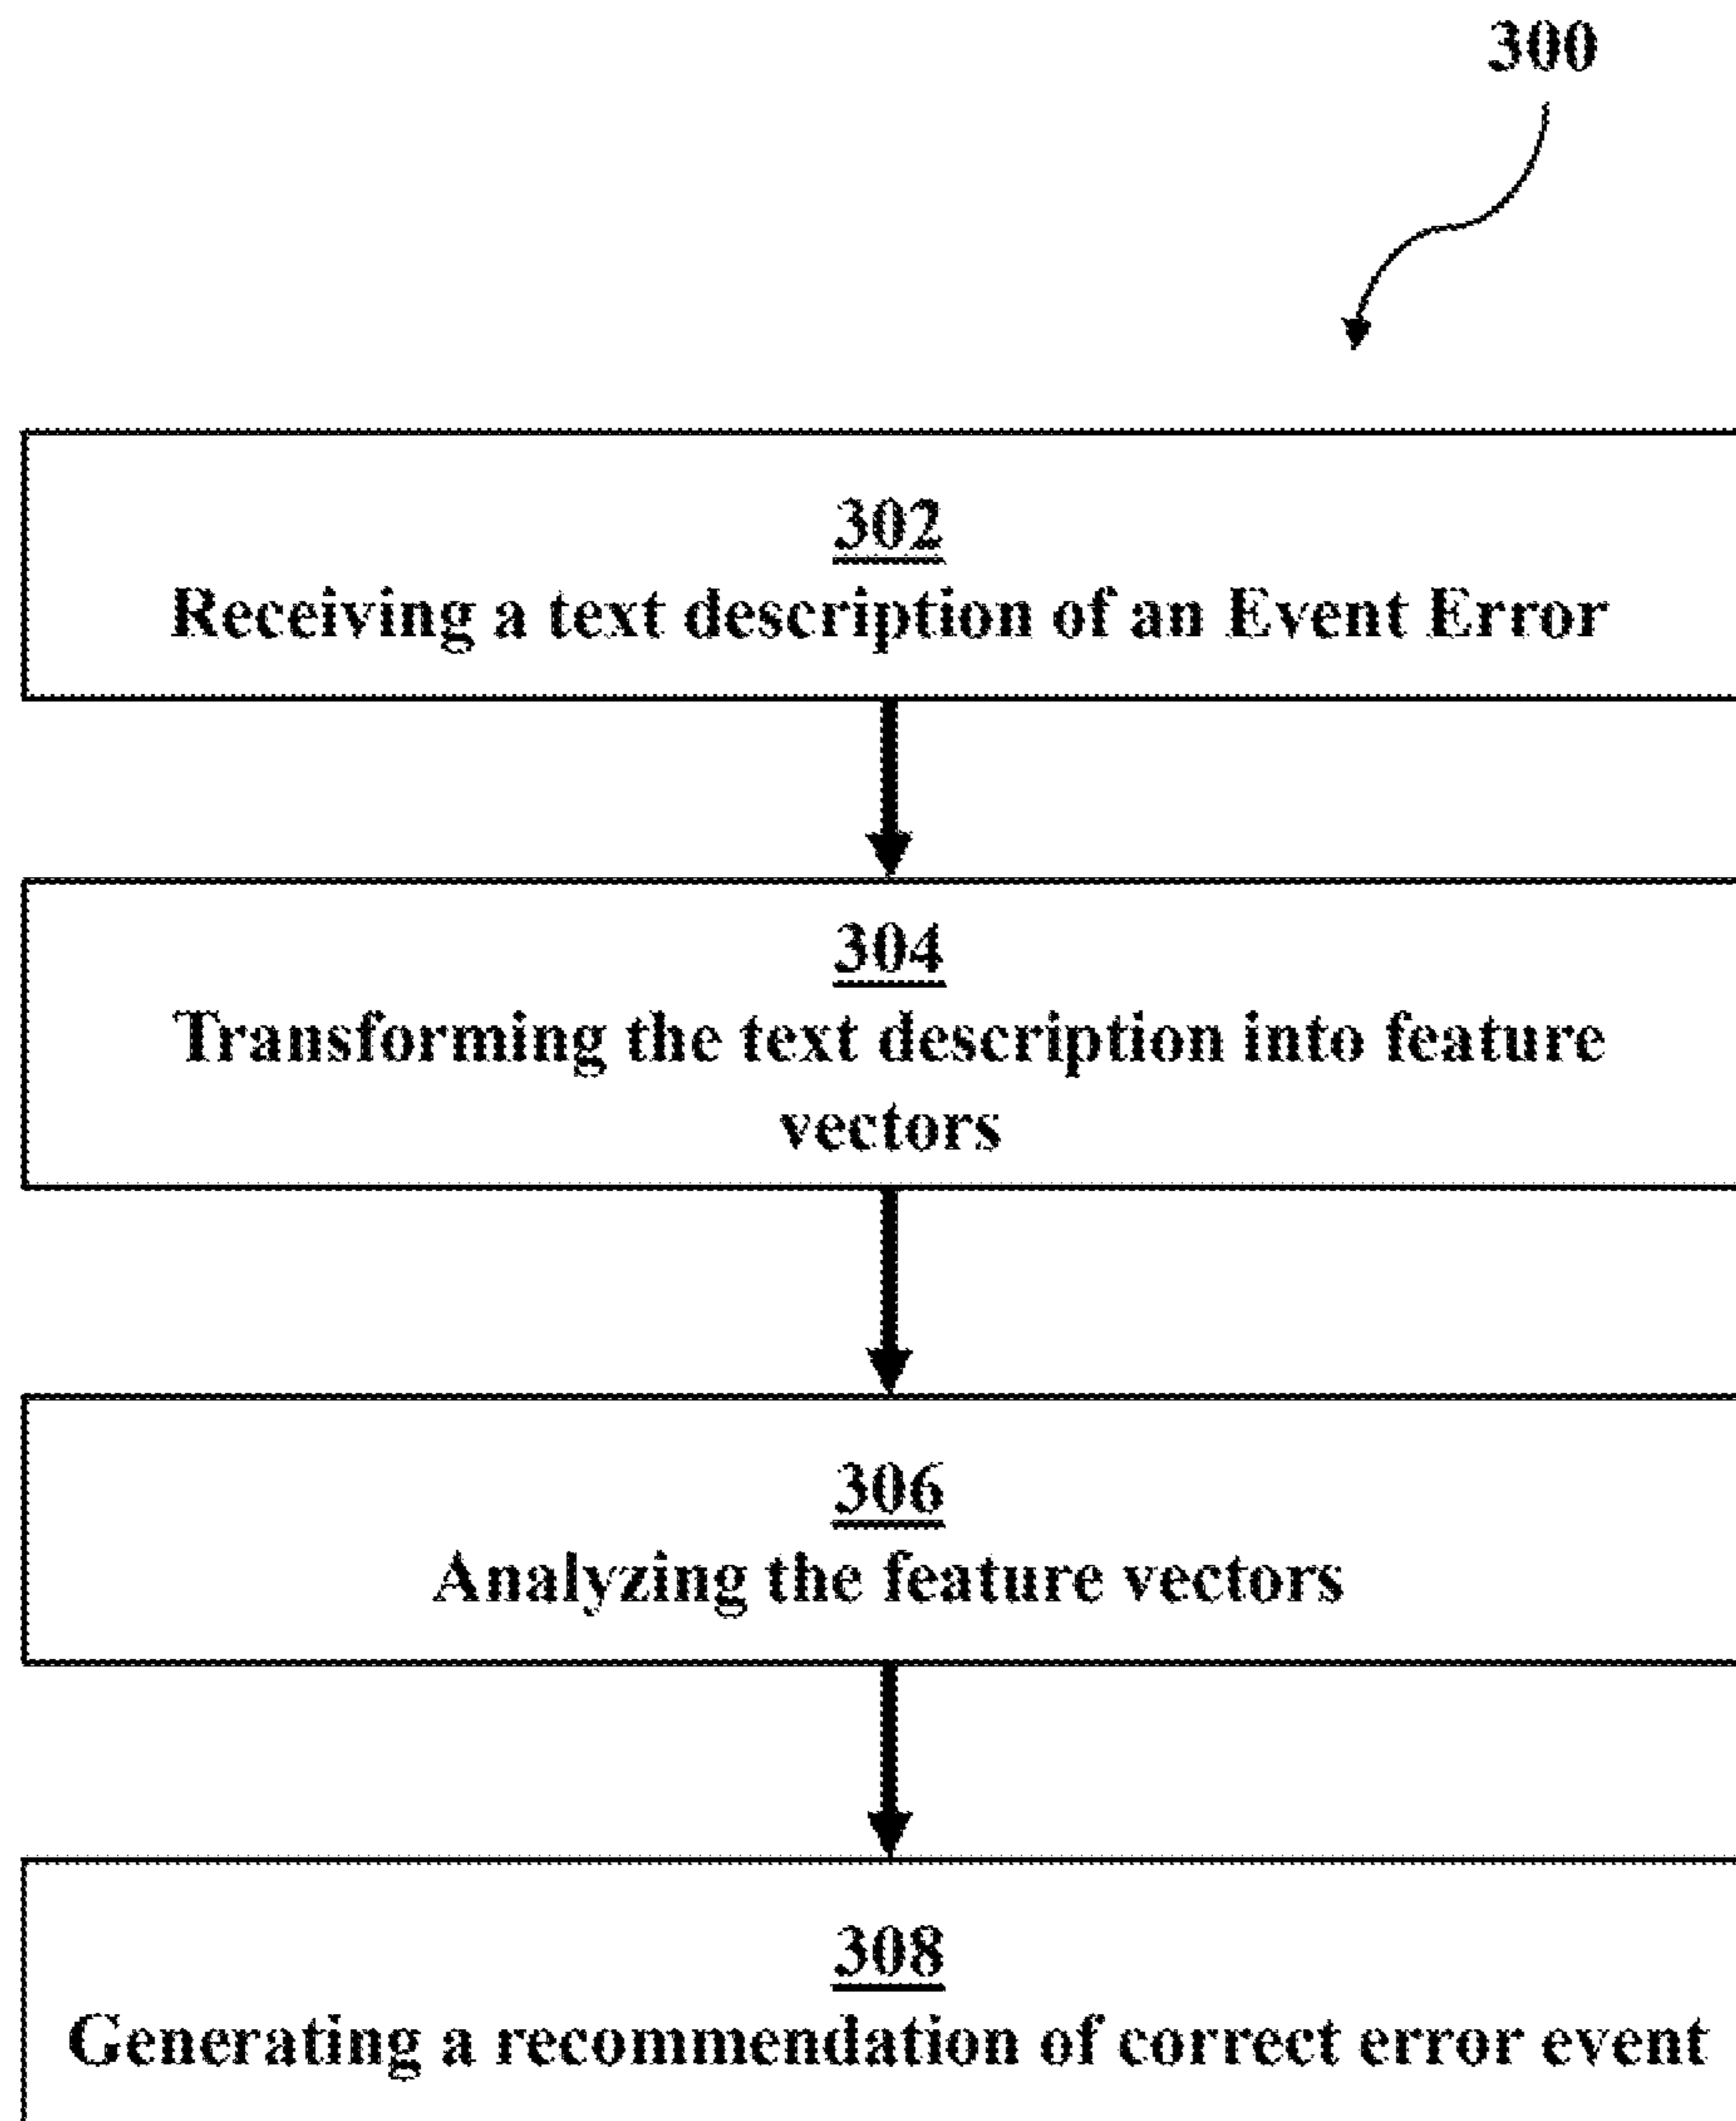 300
302
Receiving a text description of an Event Error
304
Transforming the text description into feature
vectors
306
Analyzing the feature vectors
308
Generating a recommendation of correct error event